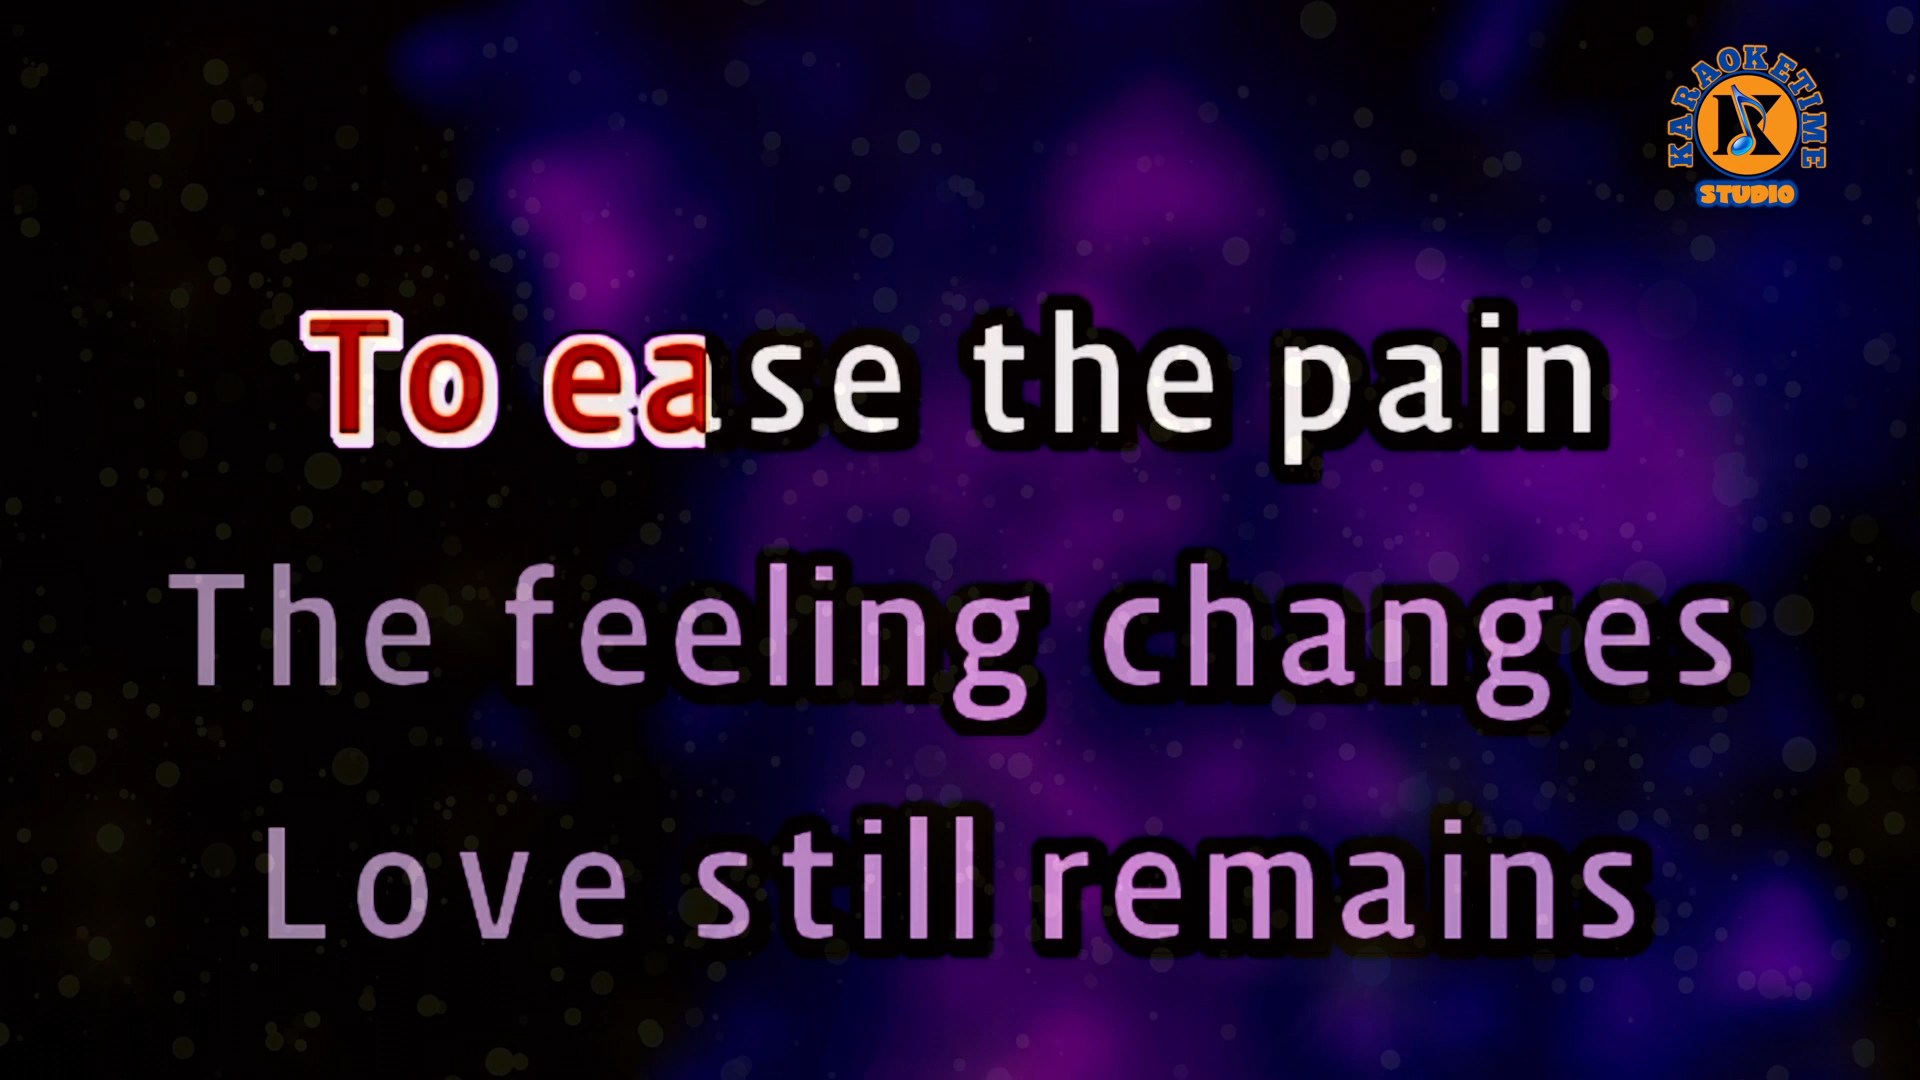 KARAOKETIME
K
STUDIO
To ease the pain
The feeling changes
Love still remains